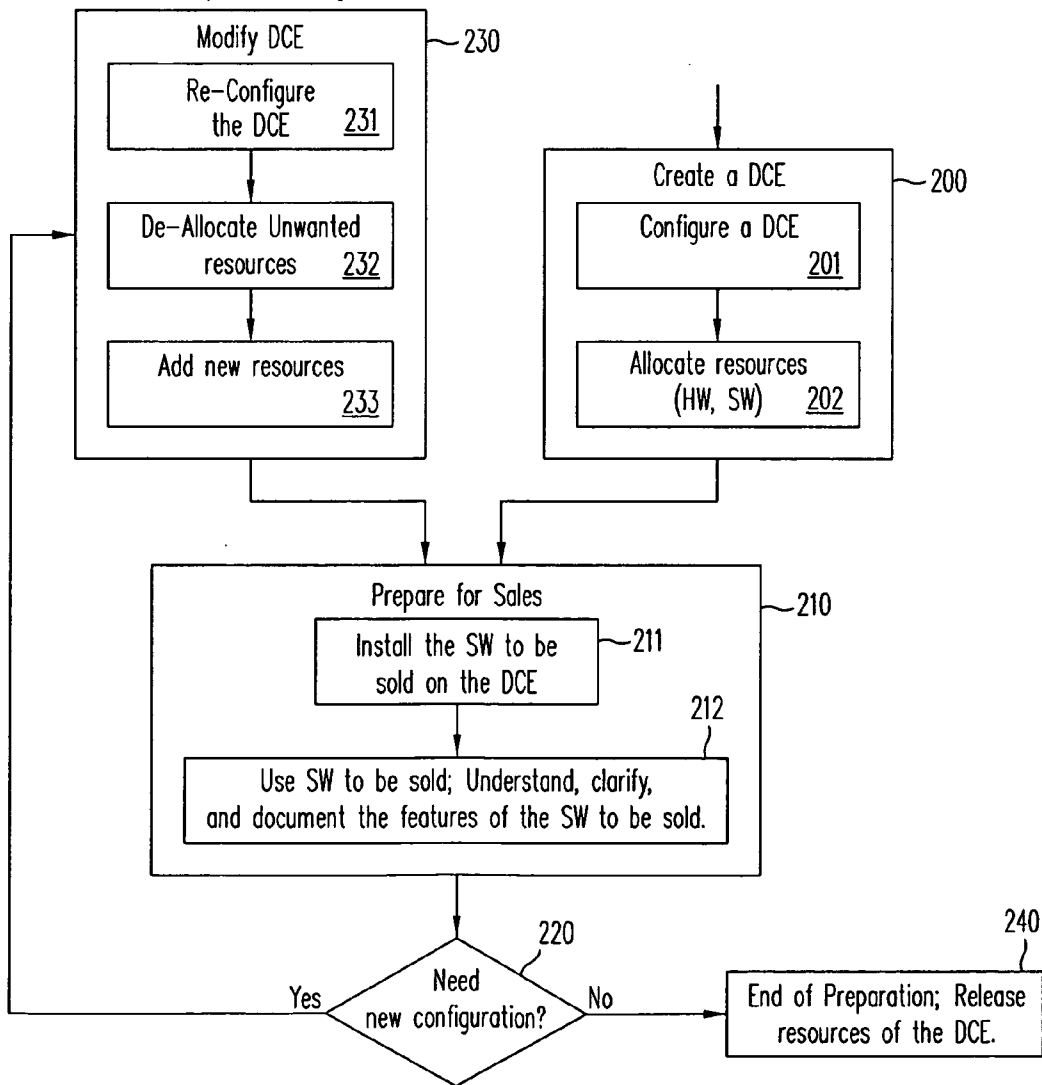 Modify DCE
230
Re-Configure
the DCE
231
De-Allocate Unwanted
resources
232
Add new resources
233
Create a DCE
200
Configure a DCE
201
Allocate resources
(HW, SW)
202
Prepare for Sales
210
Install the SW to be
sold on the DCE
211
212
Use SW to be sold; Understand, clarify,
and document the features of the SW to be sold.
220
Need
new configuration?
Yes
No
240
End of Preparation; Release
resources of the DCE.